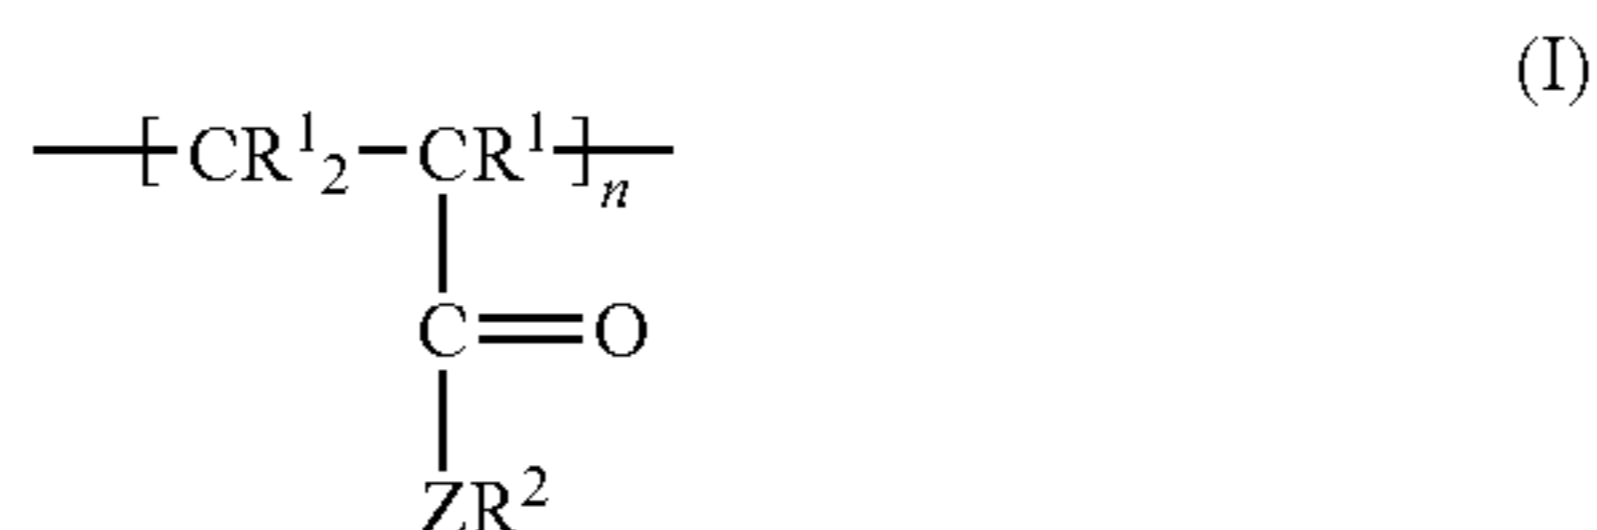 (I)
[CR¹₂—CR¹]n
C=O
ZR²